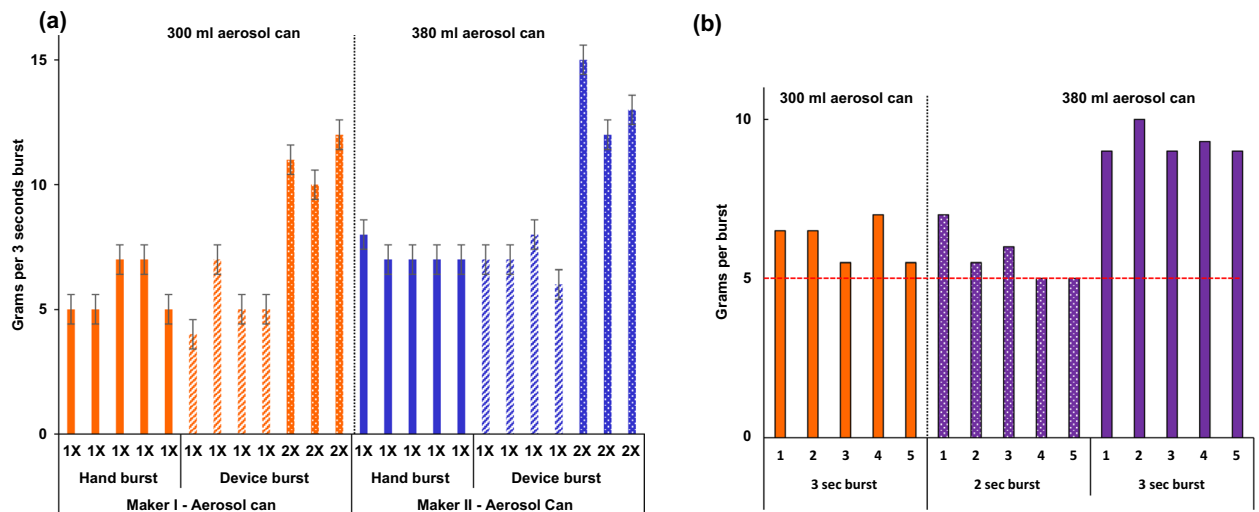 (a)
300 ml aerosol can
380 ml aerosol can
Grams per 3 seconds burst
15
10
5
0
1X 1X 1X 1X 1X 1X 1X 1X 1X 2X 2X 2X 1X 1X 1X 1X 1X 1X 1X 1X 1X 2X 2X 2X
Hand burst Device burst Hand burst Device burst
Maker I - Aerosol can Maker II - Aerosol Can
(b)
300 ml aerosol can
380 ml aerosol can
Grams per burst
10
5
0
1 2 3 4 5 1 2 3 4 5 1 2 3 4 5
3 sec burst 2 sec burst 3 sec burst